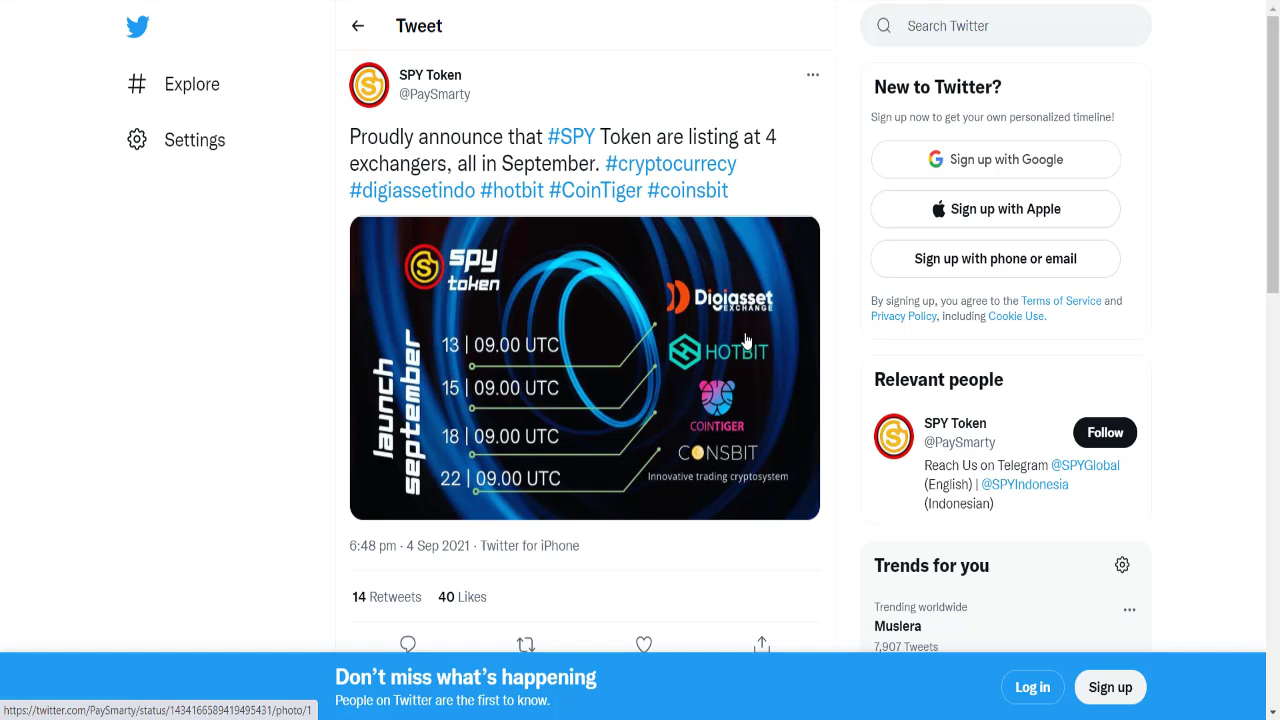 Tweet
Search Twitter
Explore
Settings
SPY Token
@PaySmarty
Proudly announce that #SPY Token are listing at 4
exchangers, all in September. #cryptocurrecy
#digiassetindo #hotbit #CoinTiger #coinsbit
spy
token
launch
september
13 | 09.00 UTC
15 | 09.00 UTC
18 | 09.00 UTC
22 | 09.00 UTC
Digiasset
EXCHANGE
HOTBIT
COINTIGER
CONSBIT
Innovative trading cryptosystem
6:48 pm · 4 Sep 2021 · Twitter for iPhone
14 Retweets 40 Likes
New to Twitter?
Sign up now to get your own personalized timeline!
Sign up with Google
Sign up with Apple
Sign up with phone or email
By signing up, you agree to the Terms of Service and
Privacy Policy, including Cookie Use.
Relevant people
SPY Token
@PaySmarty
Follow
Reach Us on Telegram @SPYGlobal
(English) | @SPYIndonesia
(Indonesian)
Trends for you
Trending worldwide
Muslera
7,907 Tweets
Don't miss what's happening
People on Twitter are the first to know.
Log in
Sign up
https://twitter.com/PaySmarty/status/1434166589419495431/photo/1